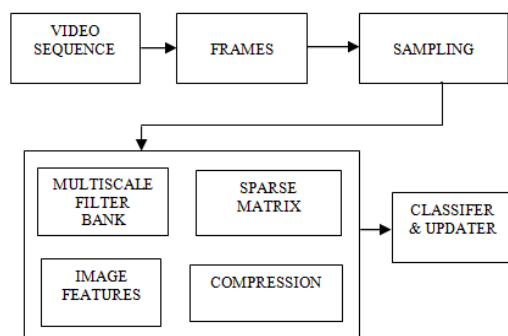 VIDEO
SEQUENCE
FRAMES
SAMPLING
MULTISCALE
FILTER
BANK
SPARSE
MATRIX
CLASSIFER
& UPDATER
IMAGE
FEATURES
COMPRESSION